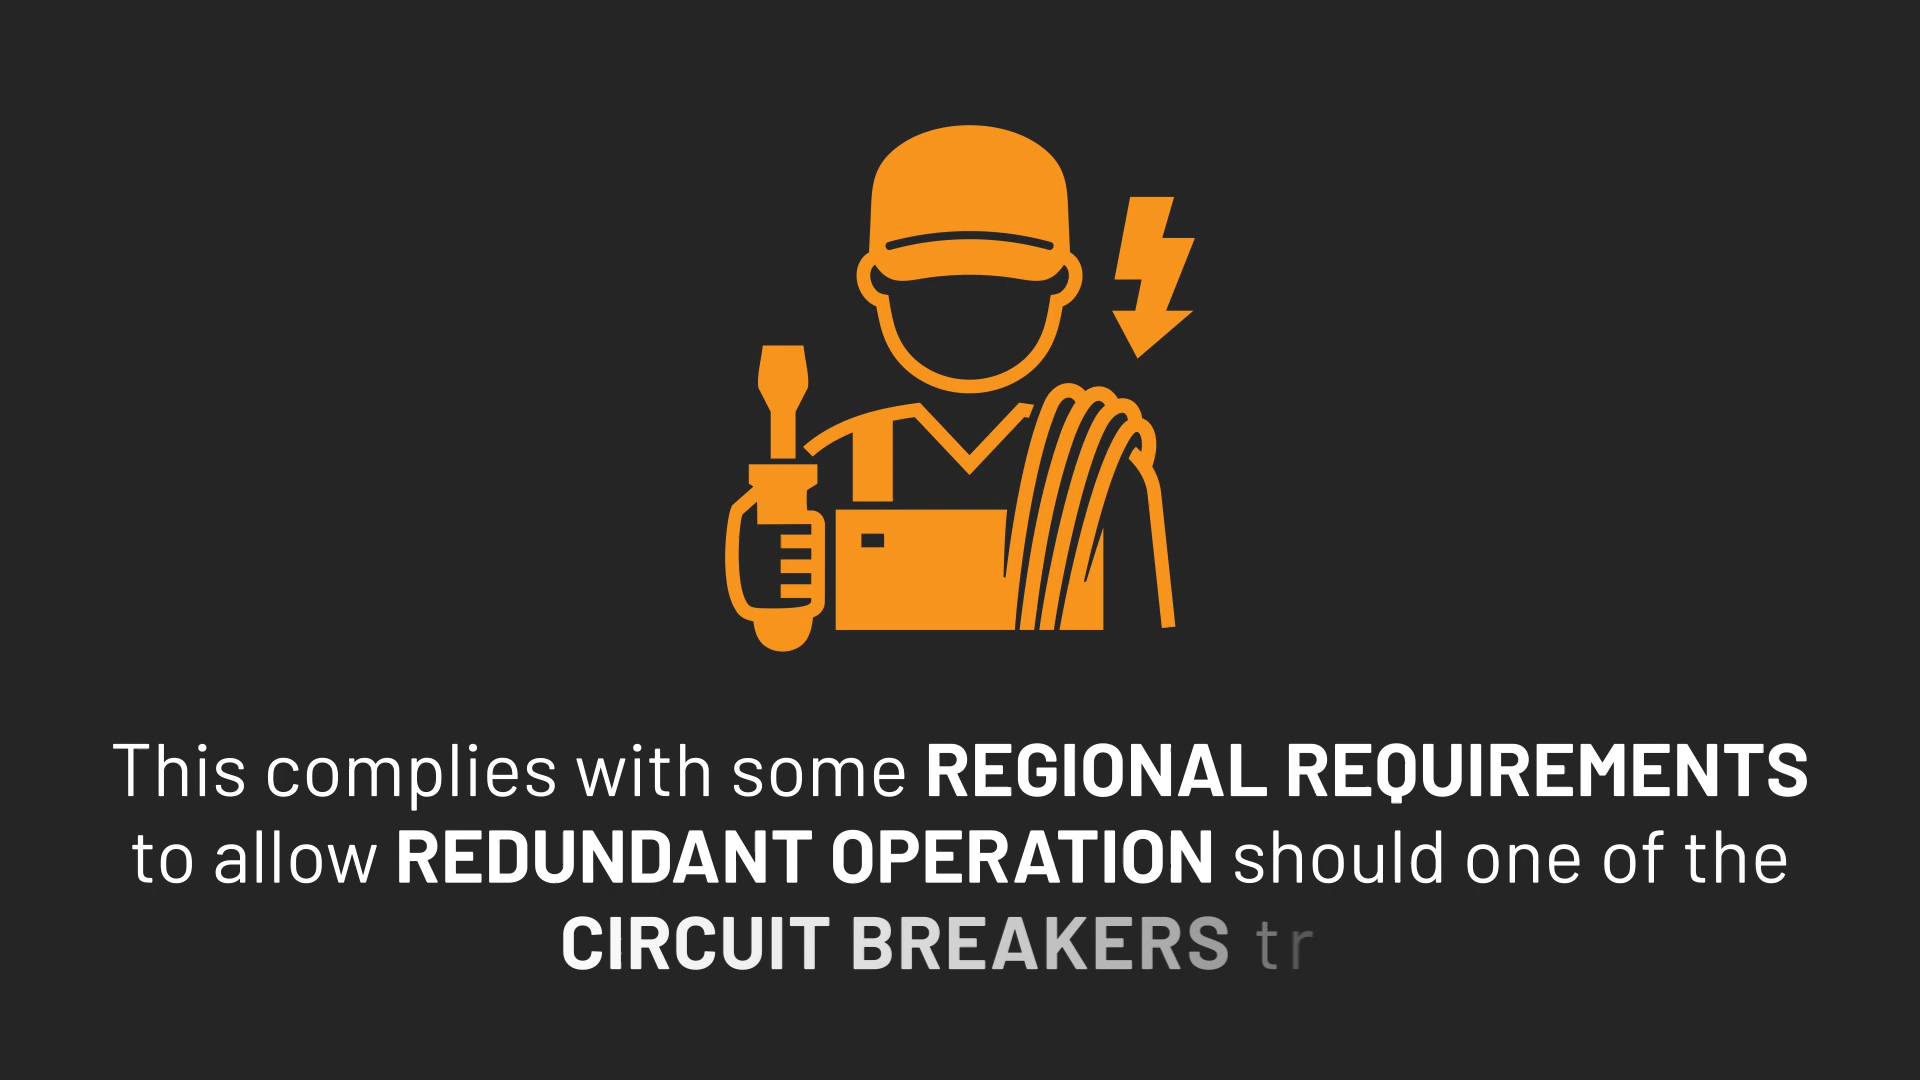 This complies with some REGIONAL REQUIREMENTS
to allow REDUNDANT OPERATION should one of the
CIRCUIT BREAKERS tr